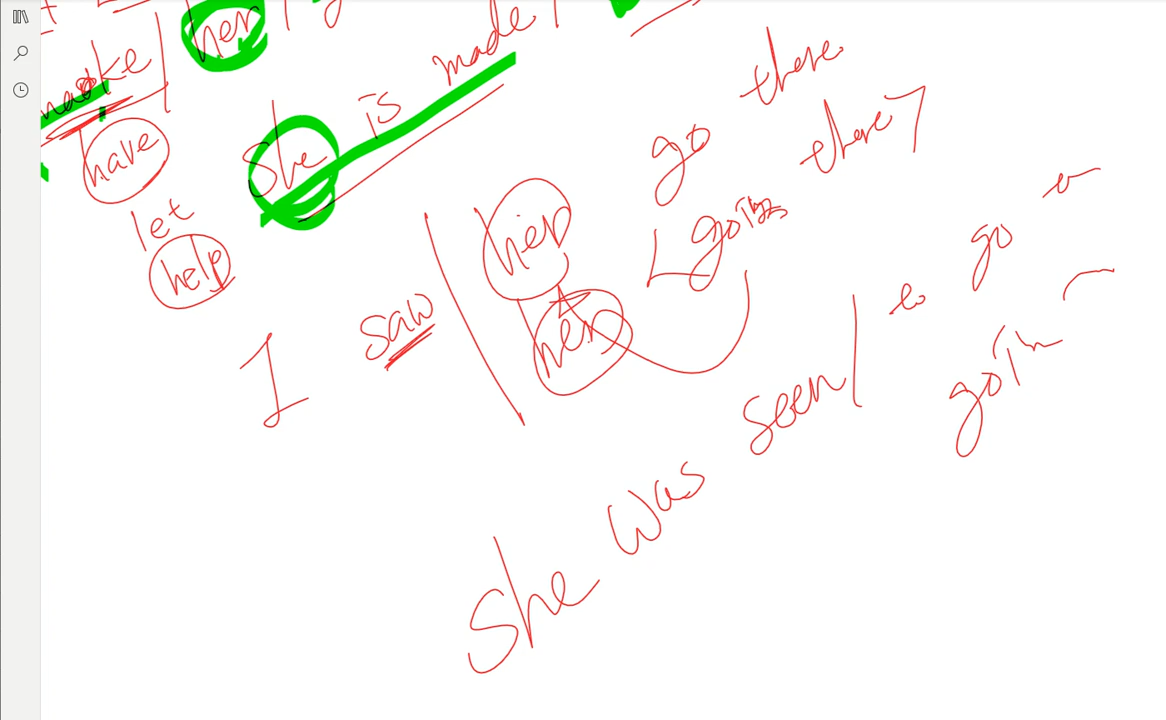 make her
have She is made
let
help
I saw her go there
her going there
She was seen to go
goin